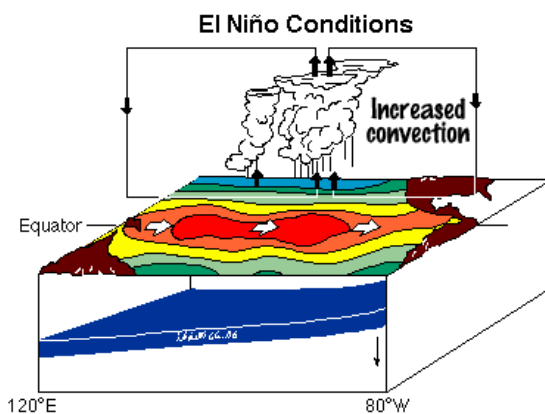 El Niño Conditions
Increased
convection
Equator
120°E
80°W